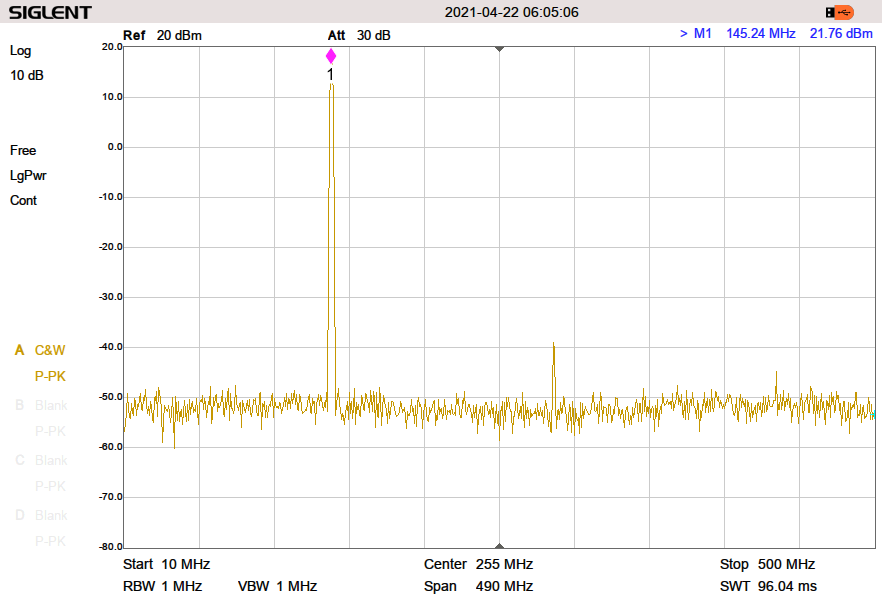 SIGLENT 2021-04-22 06:05:06
Ref 20 dBm Att 30 dB > M1 145.24 MHz 21.76 dBm
Log
10 dB
Free
LgPwr
Cont
A C&W
P-PK
B Blank
P-PK
C Blank
P-PK
D Blank
P-PK
20.0
10.0
0.0
-10.0
-20.0
-30.0
-40.0
-50.0
-60.0
-70.0
-80.0
1
Start 10 MHz Center 255 MHz Stop 500 MHz
RBW 1 MHz VBW 1 MHz Span 490 MHz SWT 96.04 ms